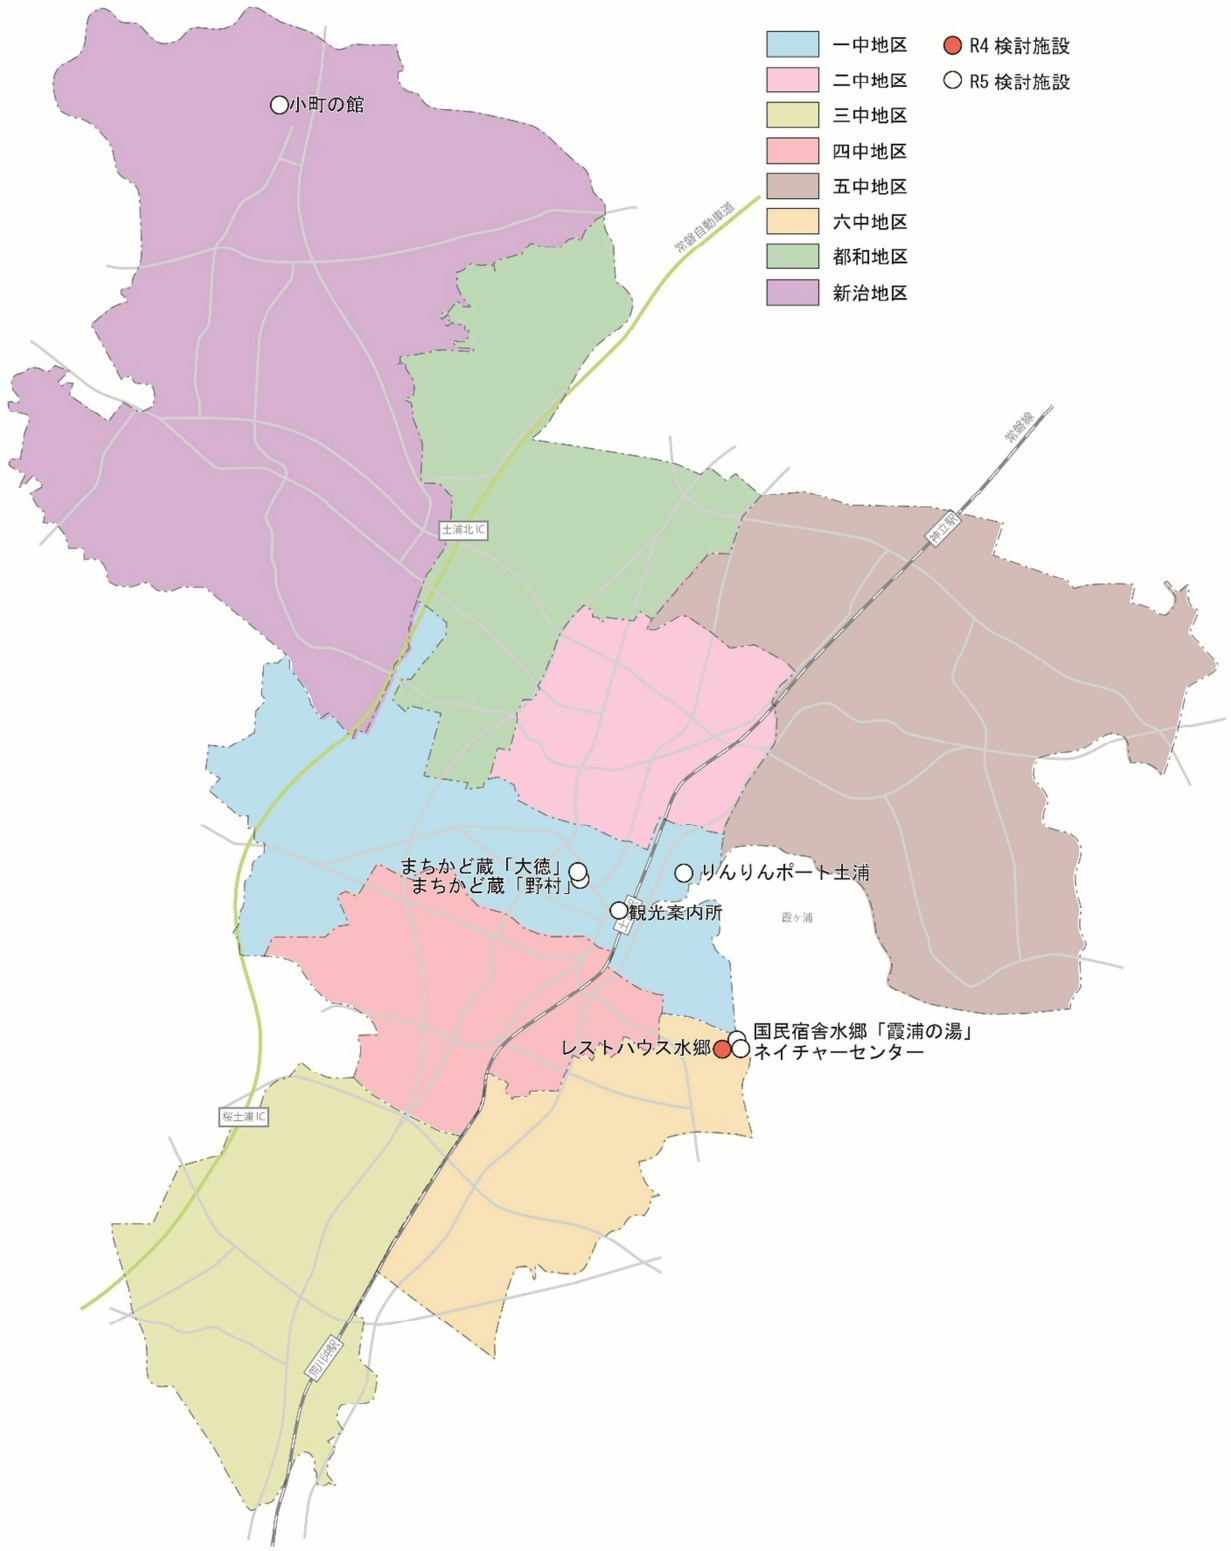 一中地区
二中地区
三中地区
四中地区
五中地区
六中地区
都和地区
新治地区
R4 検討施設
R5 検討施設
小町の館
常磐自動車道
常磐線
土浦北 IC
神立駅
まちかど蔵「大徳」
まちかど蔵「野村」
りんりんポート土浦
観光案内所
霞ヶ浦
国民宿舎水郷「霞浦の湯」
レストハウス水郷
ネイチャーセンター
桜土浦 IC
荒川沖駅